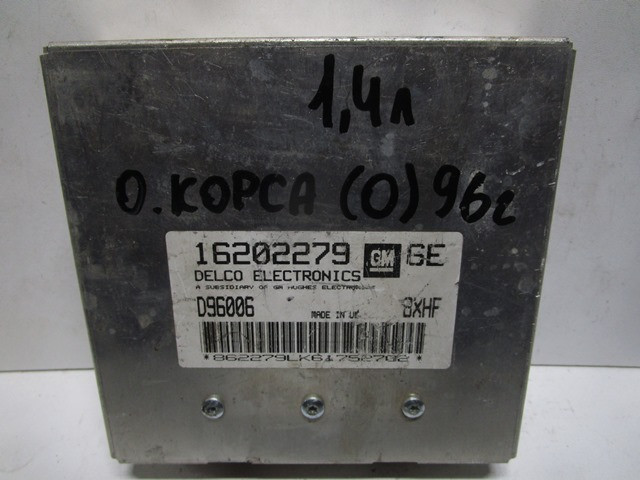 1,4л
О.КОРСА (О) 96г
16202279 GM GE
DELCO ELECTRONICS
A SUBSIDIARY OF GM HUGHES ELECTRONICS
D96006 MADE IN UK 8XHF
*862279LK61752702*